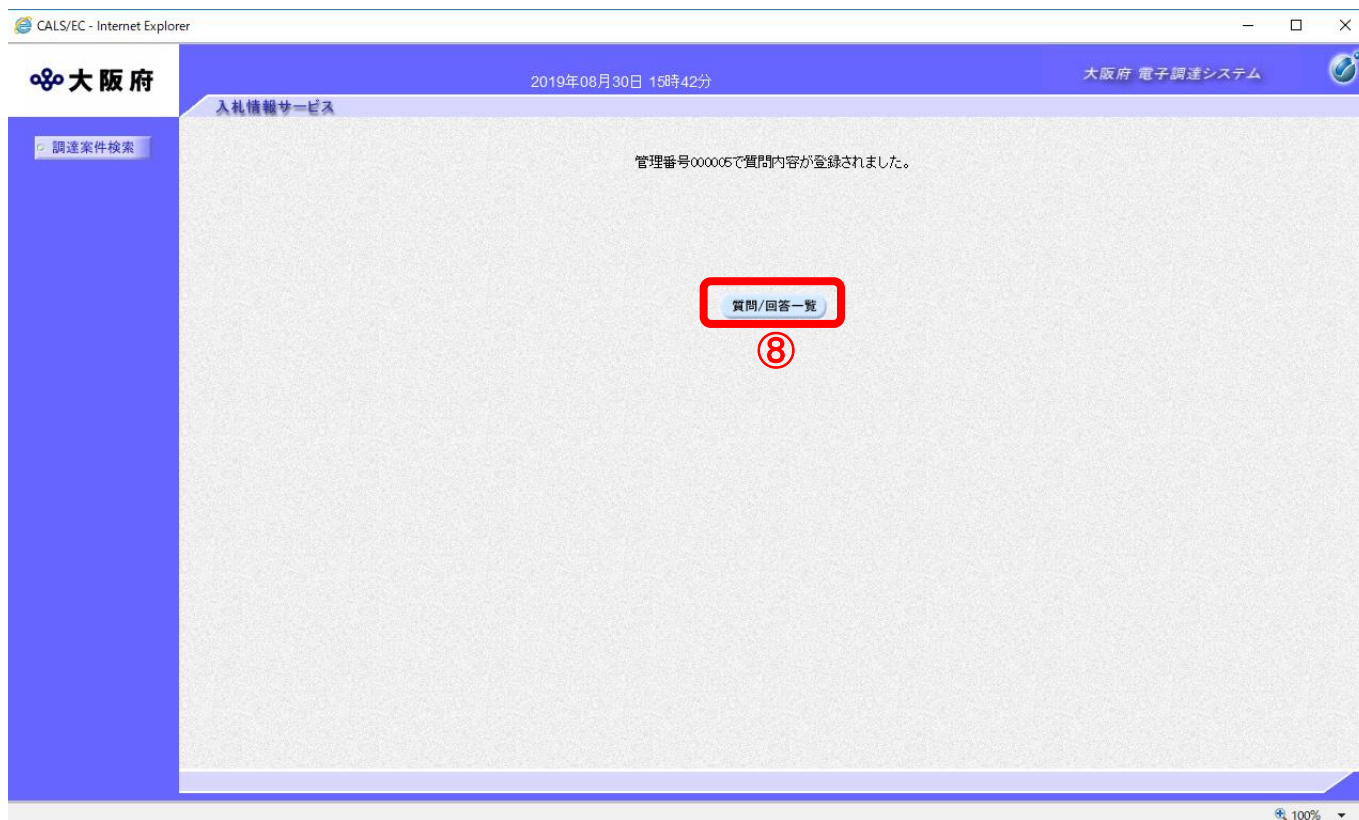 CALS/EC - Internet Explorer
大阪府
2019年08月30日 15時42分
大阪府 電子調達システム
入札情報サービス
調達案件検索
管理番号000005で質問内容が登録されました。
質問/回答一覧
⑧
100%